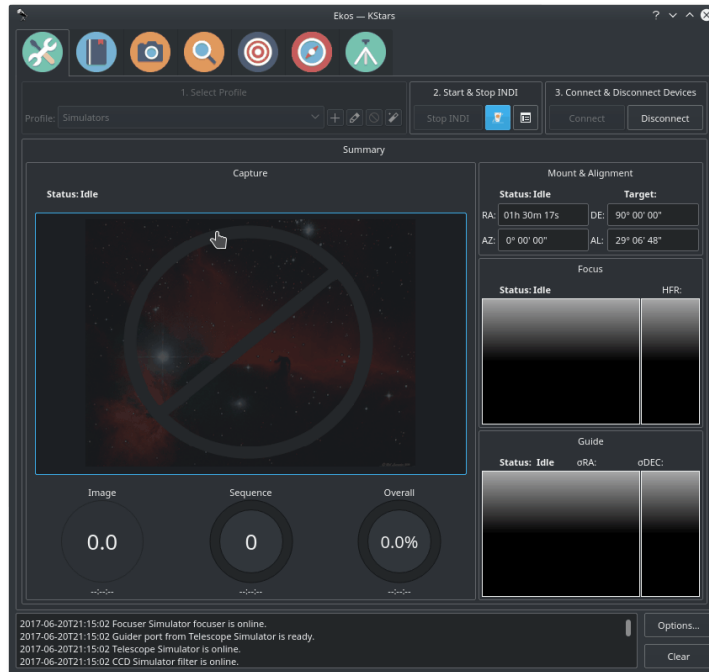 Ekos — KStars
1. Select Profile
2. Start & Stop INDI
3. Connect & Disconnect Devices
Profile: Simulators
Stop INDI
Connect
Disconnect
Summary
Capture
Status: Idle
Mount & Alignment
Status: Idle
Target:
RA: 01h 30m 17s DE: 90° 00' 00"
AZ: 0° 00' 00" AL: 29° 06' 48"
Focus
Status: Idle
HFR:
Guide
Status: Idle
σRA:
σDEC:
Image
Sequence
Overall
0.0
0
0.0%
--:--:--
--:--:--
--:--:--
2017-06-20T21:15:02 Focuser Simulator focuser is online.
2017-06-20T21:15:02 Guider port from Telescope Simulator is ready.
2017-06-20T21:15:02 Telescope Simulator is online.
2017-06-20T21:15:02 CCD Simulator filter is online.
Options...
Clear